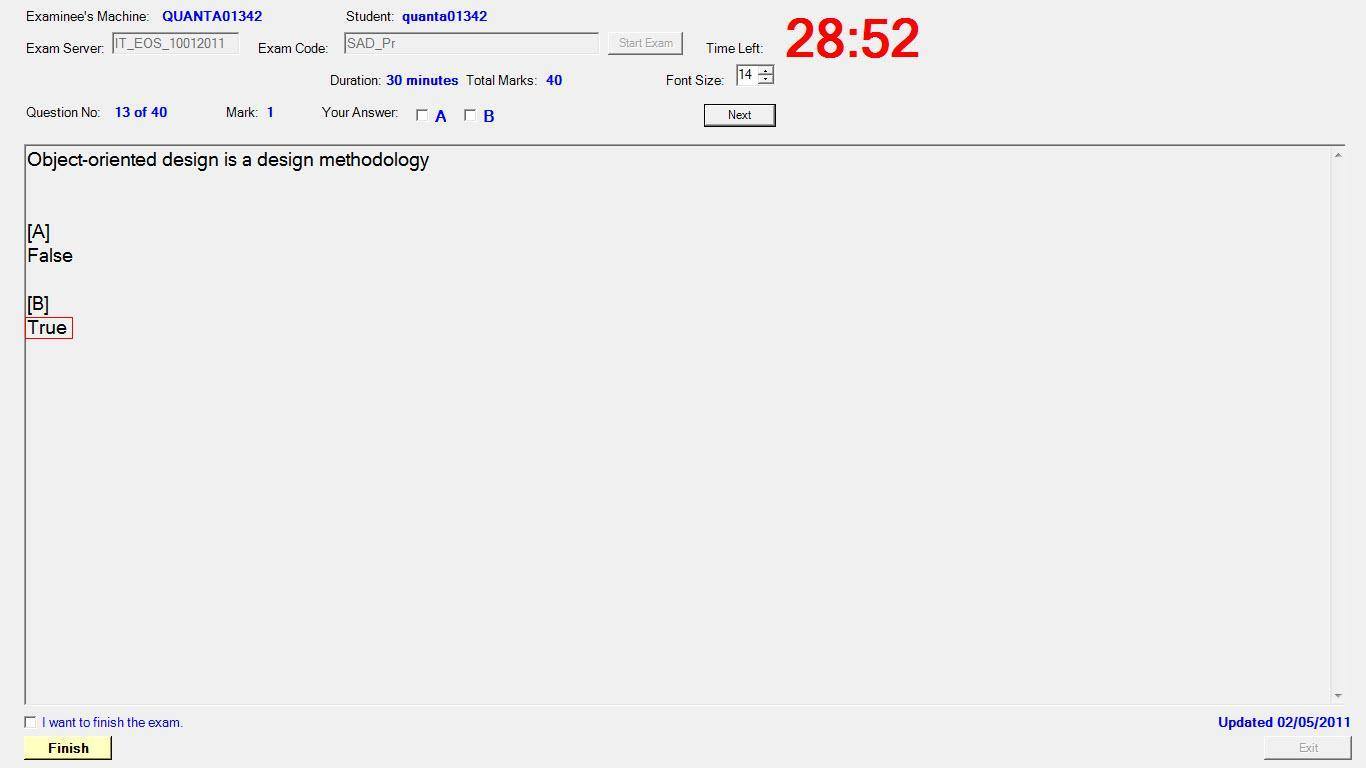 Examinee's Machine: QUANTA01342 Student: quanta01342
Exam Server: IT_EOS_10012011 Exam Code: SAD_Pr Start Exam Time Left: 28:52
Duration: 30 minutes Total Marks: 40 Font Size: 14
Question No: 13 of 40 Mark: 1 Your Answer: A B Next
Object-oriented design is a design methodology
[A]
False
[B]
True
I want to finish the exam. Updated 02/05/2011
Finish Exit